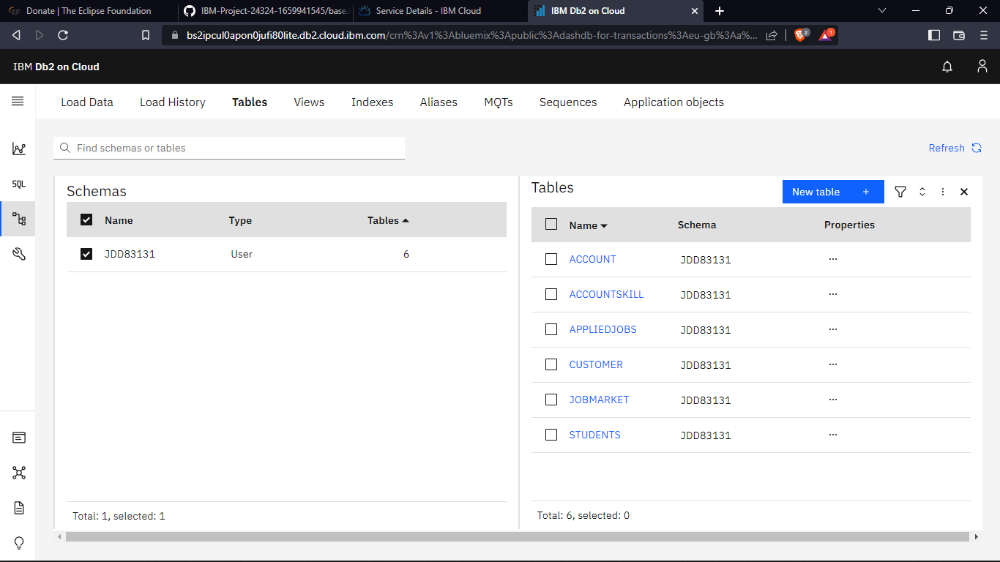 Donate | The Eclipse Foundation
IBM-Project-24324-1659941545/base.
Service Details - IBM Cloud
IBM Db2 on Cloud
bs2ipcul0apon0jufi80lite.db2.cloud.ibm.com/crn%3Av1%3Abluemix%3Apublic%3Adashdb-for-transactions%3Aeu-gb%3Aa%...
2
1
IBM Db2 on Cloud
Load Data
Load History
Tables
Views
Indexes
Aliases
MQTs
Sequences
Application objects
Find schemas or tables
Refresh
SQL
Schemas
Name Type Tables
JDD83131 User 6
Total: 1, selected: 1
Tables
New table +
Name Schema Properties
ACCOUNT JDD83131 ...
ACCOUNTSKILL JDD83131 ...
APPLIEDJOBS JDD83131 ...
CUSTOMER JDD83131 ...
JOBMARKET JDD83131 ...
STUDENTS JDD83131 ...
Total: 6, selected: 0